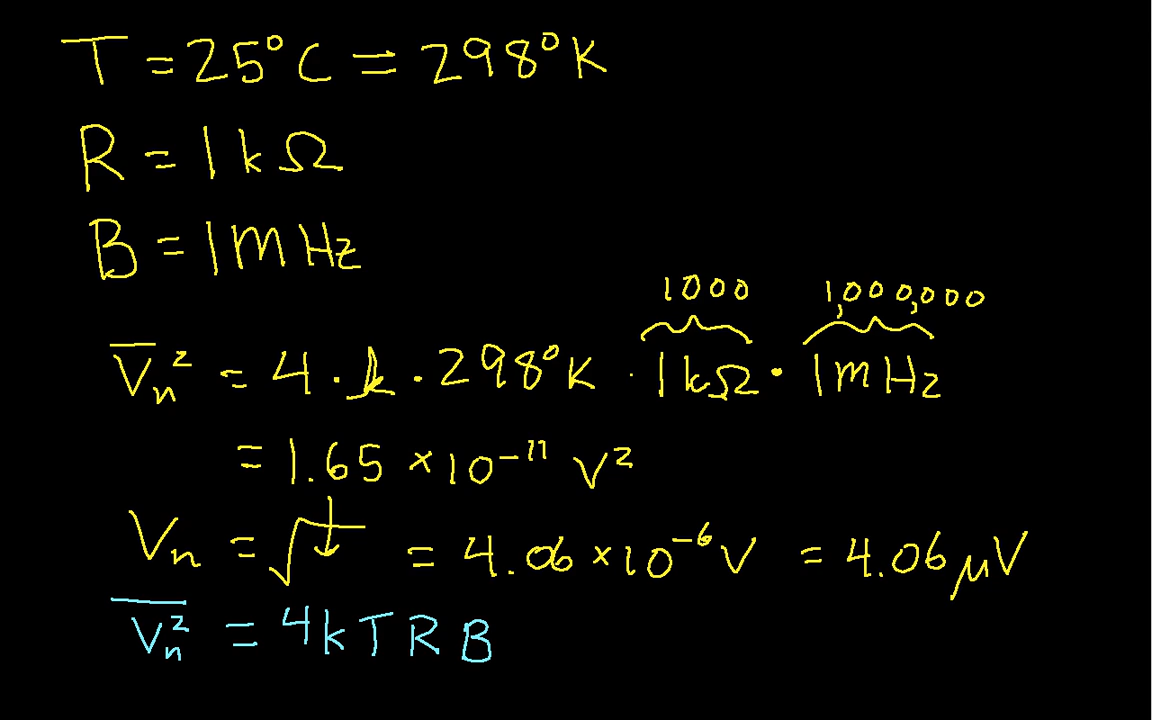 T = 25°C = 298°K
R = 1kΩ
B = 1MHz
1000 1,000,000
V̅ₙ² = 4 · k · 298°K · 1kΩ · 1MHz
= 1.65 × 10⁻¹¹ V²
Vₙ = √↓ = 4.06 × 10⁻⁶ V = 4.06 μV
V̅ₙ² = 4kTRB